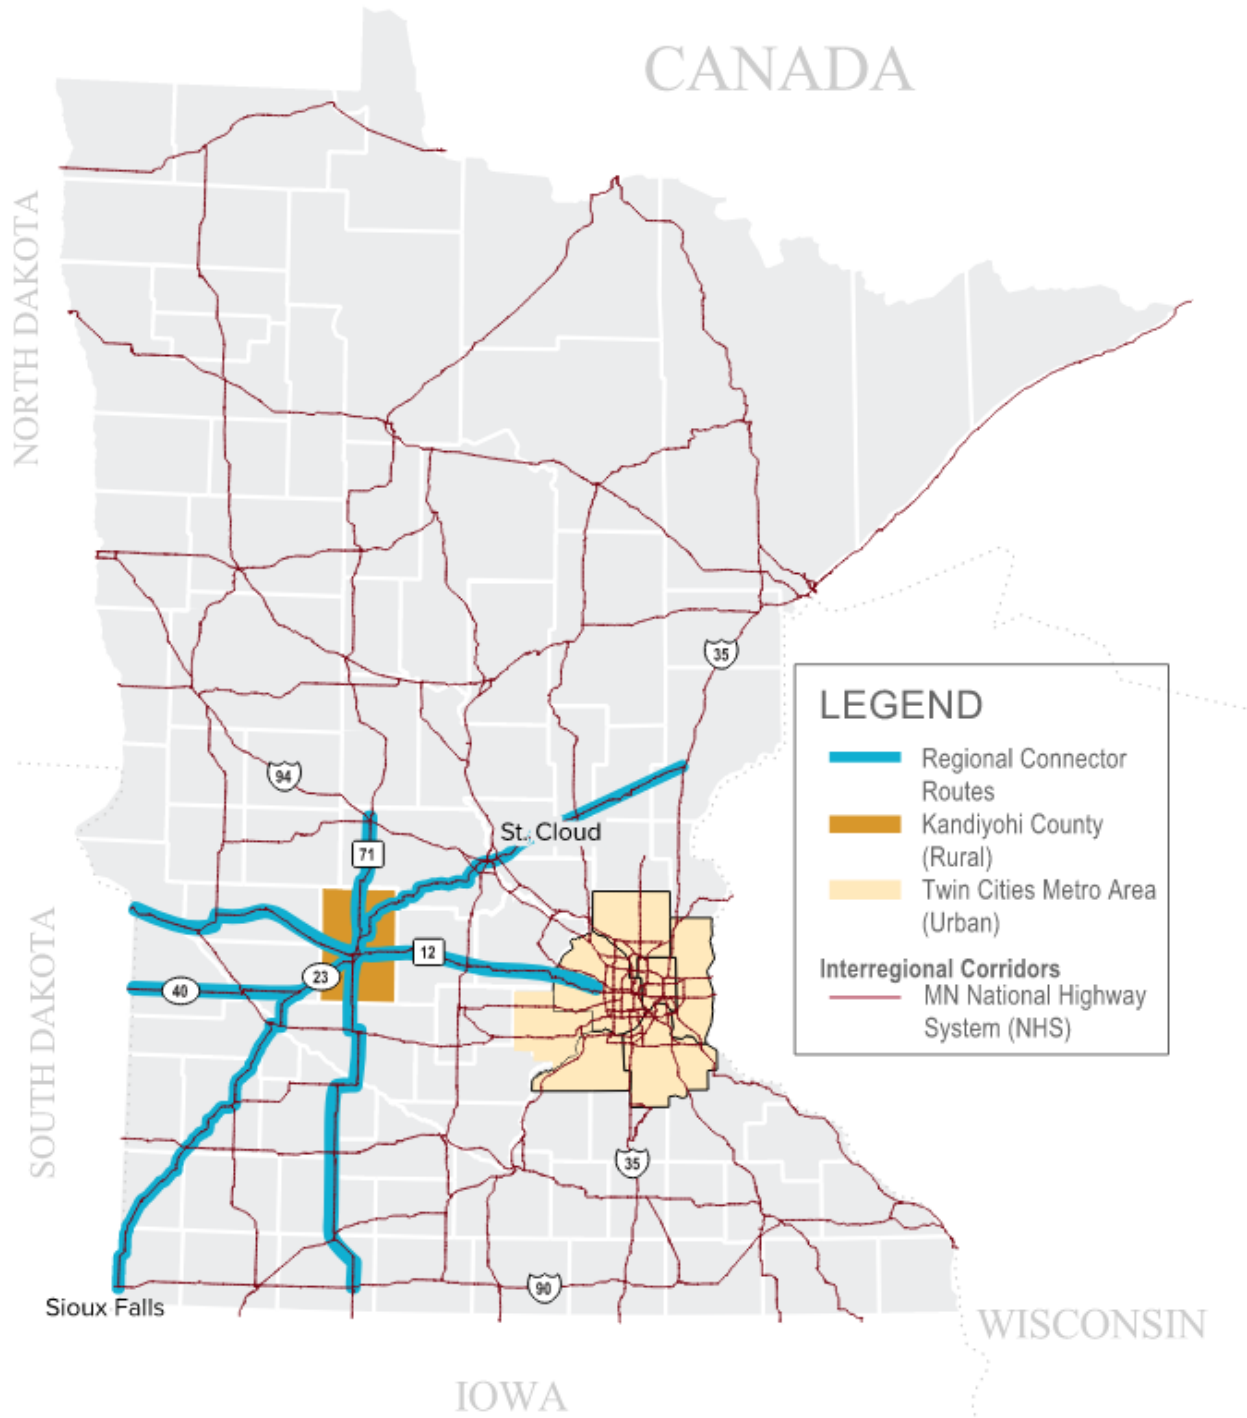 CANADA
NORTH DAKOTA
35
LEGEND
Regional Connector
Routes
Kandiyohi County
(Rural)
Twin Cities Metro Area
(Urban)
Interregional Corridors
MN National Highway
System (NHS)
94
St. Cloud
71
12
23
40
SOUTH DAKOTA
35
90
Sioux Falls
WISCONSIN
IOWA